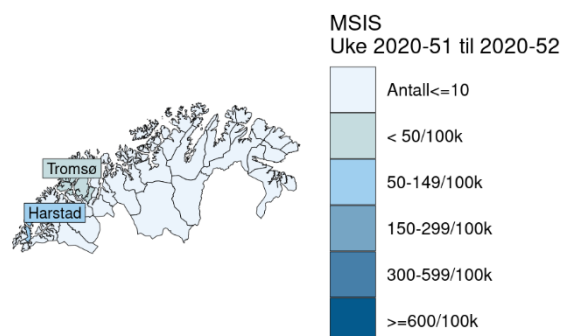 MSIS
Uke 2020-51 til 2020-52
Antall<=10
< 50/100k
50-149/100k
150-299/100k
300-599/100k
>=600/100k
Tromsø
Harstad